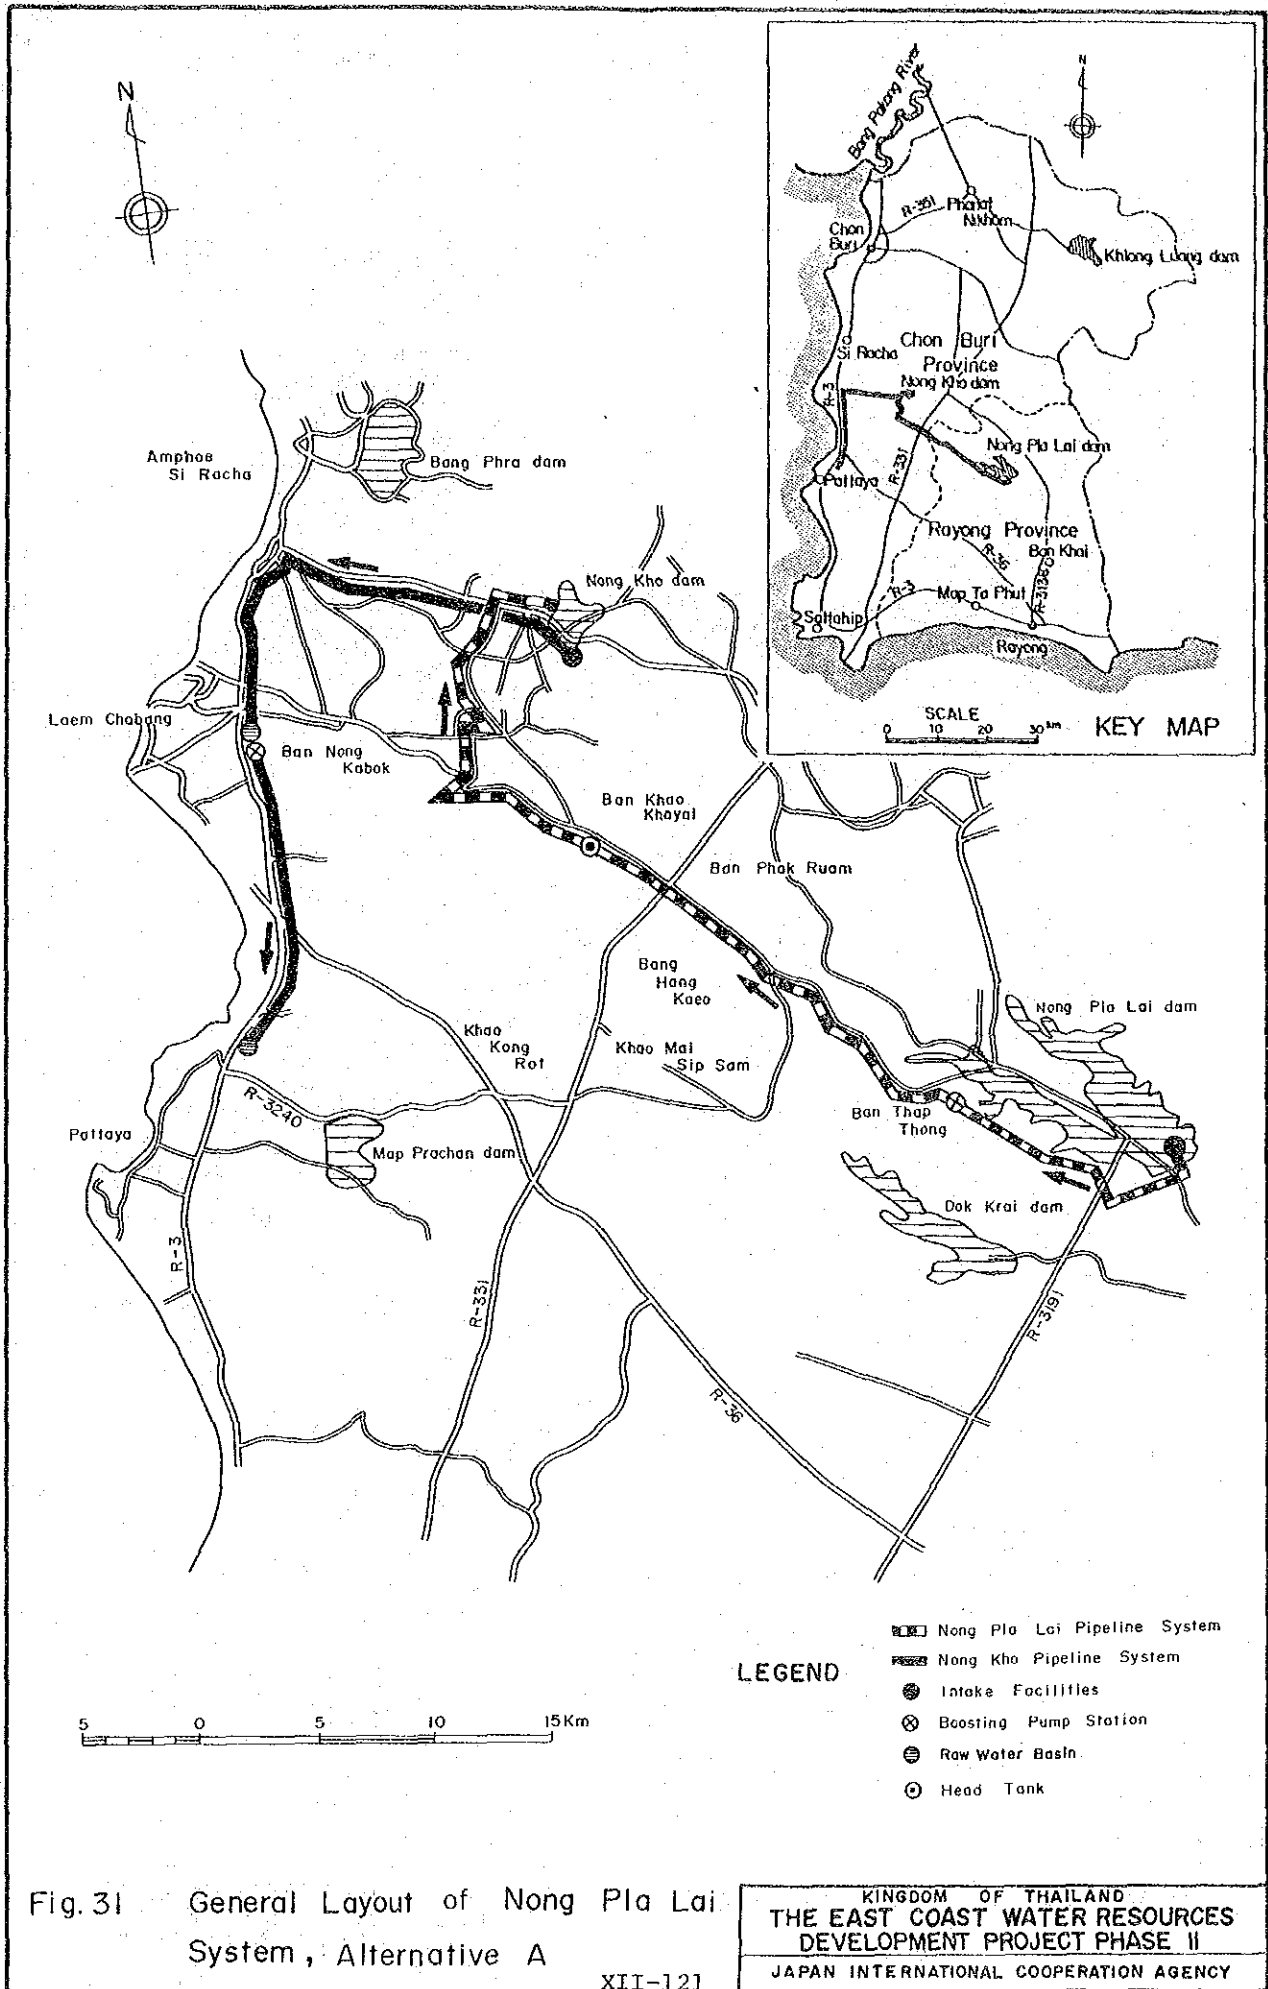 N
N
Bang Pakong River
R-351
Phanat
Nikhom
Chon
Buri
Khlong Luang dam
Si Racha
Chon Buri
Province
Nong Kho dam
R-3
Nong Pla Lai dam
R-331
Pattaya
Rayong Province
R-36
Ban Khai
R-3
Map Ta Phut
R-3138
Sattahip
Rayong
SCALE
0 10 20 30 km
KEY MAP
Amphoe
Si Racha
Bang Phra dam
Nong Kho dam
Laem Chabang
Ban Nong
Kabok
Ban Khao
Khayai
Ban Phak Ruam
Bang
Hang
Kaeo
Nong Pla Lai dam
Khao
Kong
Rot
Khao Mai
Sip Sam
R-3240
Ban Thap
Thong
Pattaya
Map Prachan dam
Dok Krai dam
R-3
R-331
R-3191
R-36
LEGEND
Nong Pla Lai Pipeline System
Nong Kho Pipeline System
Intake Facilities
Boosting Pump Station
Raw Water Basin
Head Tank
5 0 5 10 15 Km
Fig. 31 General Layout of Nong Pla Lai
System, Alternative A
XII-121
KINGDOM OF THAILAND
THE EAST COAST WATER RESOURCES
DEVELOPMENT PROJECT PHASE II
JAPAN INTERNATIONAL COOPERATION AGENCY